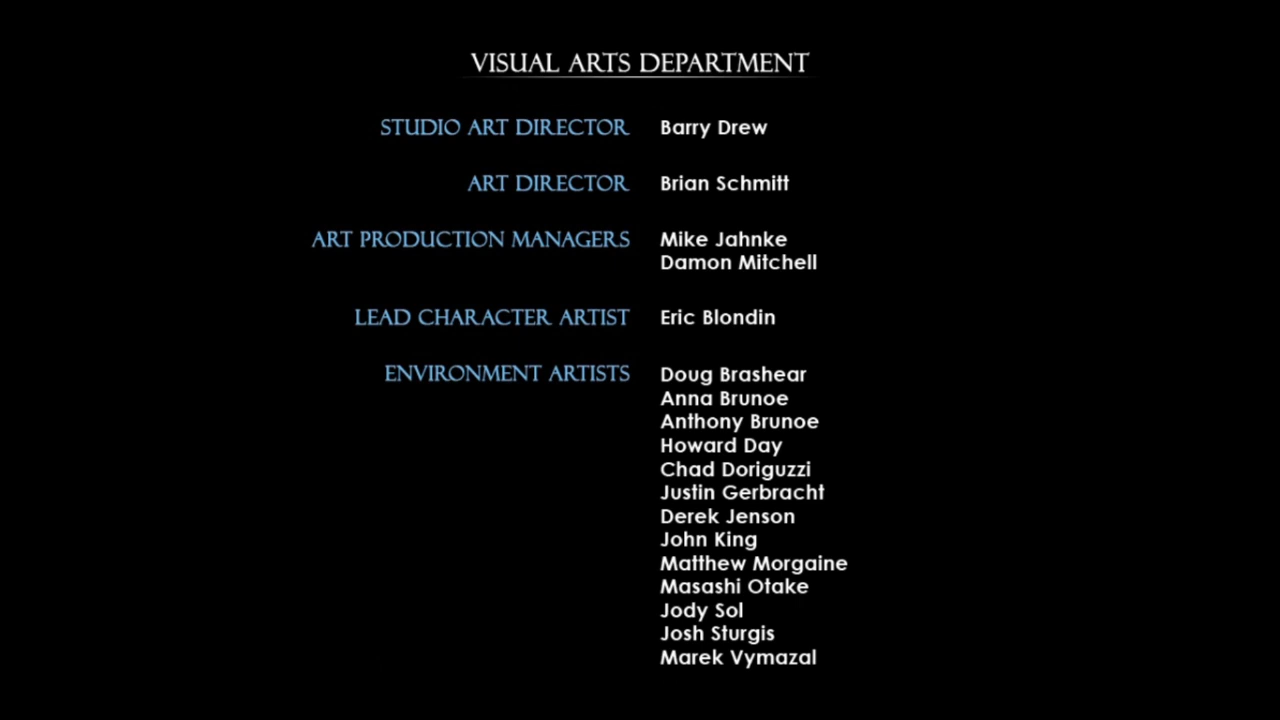 VISUAL ARTS DEPARTMENT
STUDIO ART DIRECTOR Barry Drew
ART DIRECTOR Brian Schmitt
ART PRODUCTION MANAGERS Mike Jahnke
Damon Mitchell
LEAD CHARACTER ARTIST Eric Blondin
ENVIRONMENT ARTISTS Doug Brashear
Anna Brunoe
Anthony Brunoe
Howard Day
Chad Doriguzzi
Justin Gerbracht
Derek Jenson
John King
Matthew Morgaine
Masashi Otake
Jody Sol
Josh Sturgis
Marek Vymazal